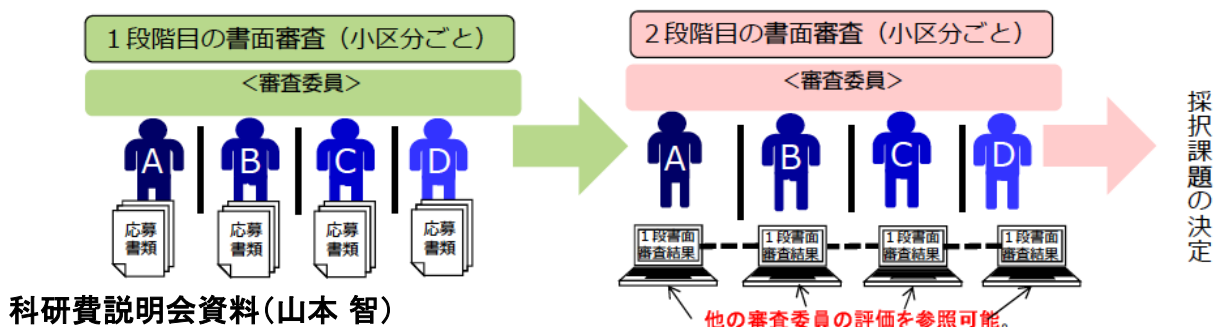 1段階目の書面審査（小区分ごと）
＜審査委員＞
A
B
C
D
応募
書類
応募
書類
応募
書類
応募
書類
2段階目の書面審査（小区分ごと）
＜審査委員＞
A
B
C
D
1段書面
審査結果
1段書面
審査結果
1段書面
審査結果
1段書面
審査結果
他の審査委員の評価を参照可能。
採択課題の決定
科研費説明会資料（山本 智）